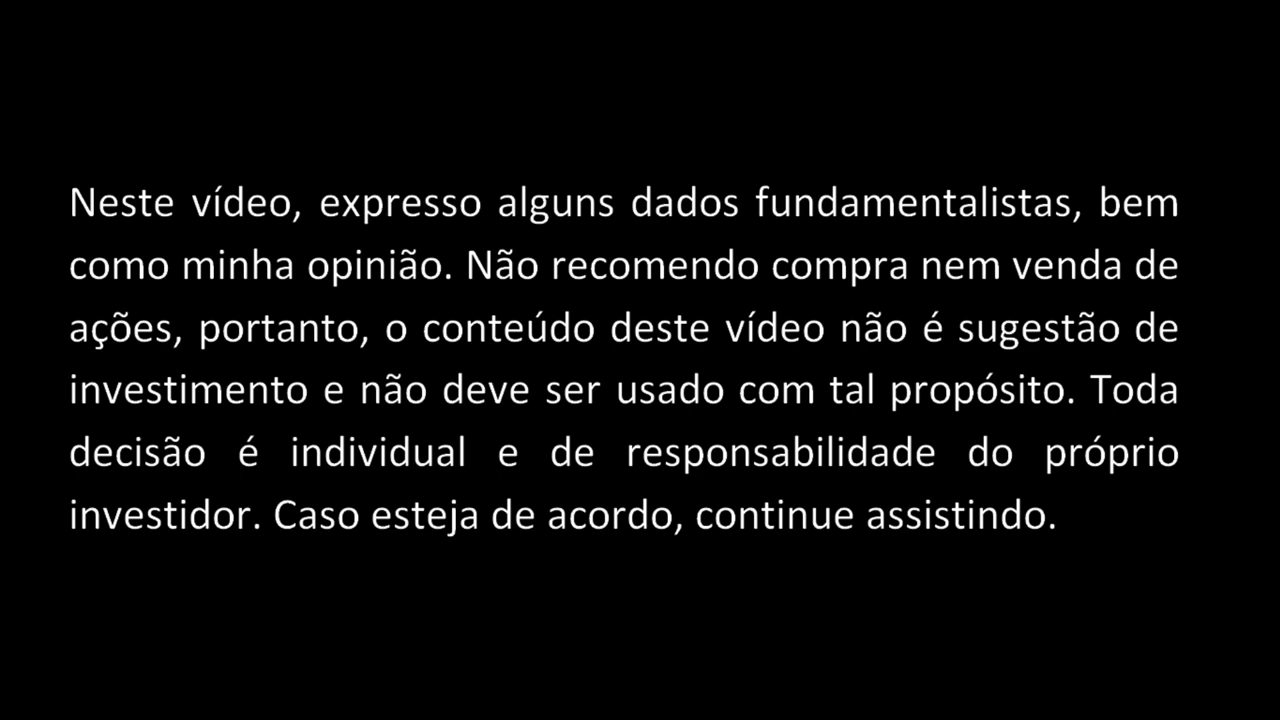 Neste vídeo, expresso alguns dados fundamentalistas, bem
como minha opinião. Não recomendo compra nem venda de
ações, portanto, o conteúdo deste vídeo não é sugestão de
investimento e não deve ser usado com tal propósito. Toda
decisão é individual e de responsabilidade do próprio
investidor. Caso esteja de acordo, continue assistindo.